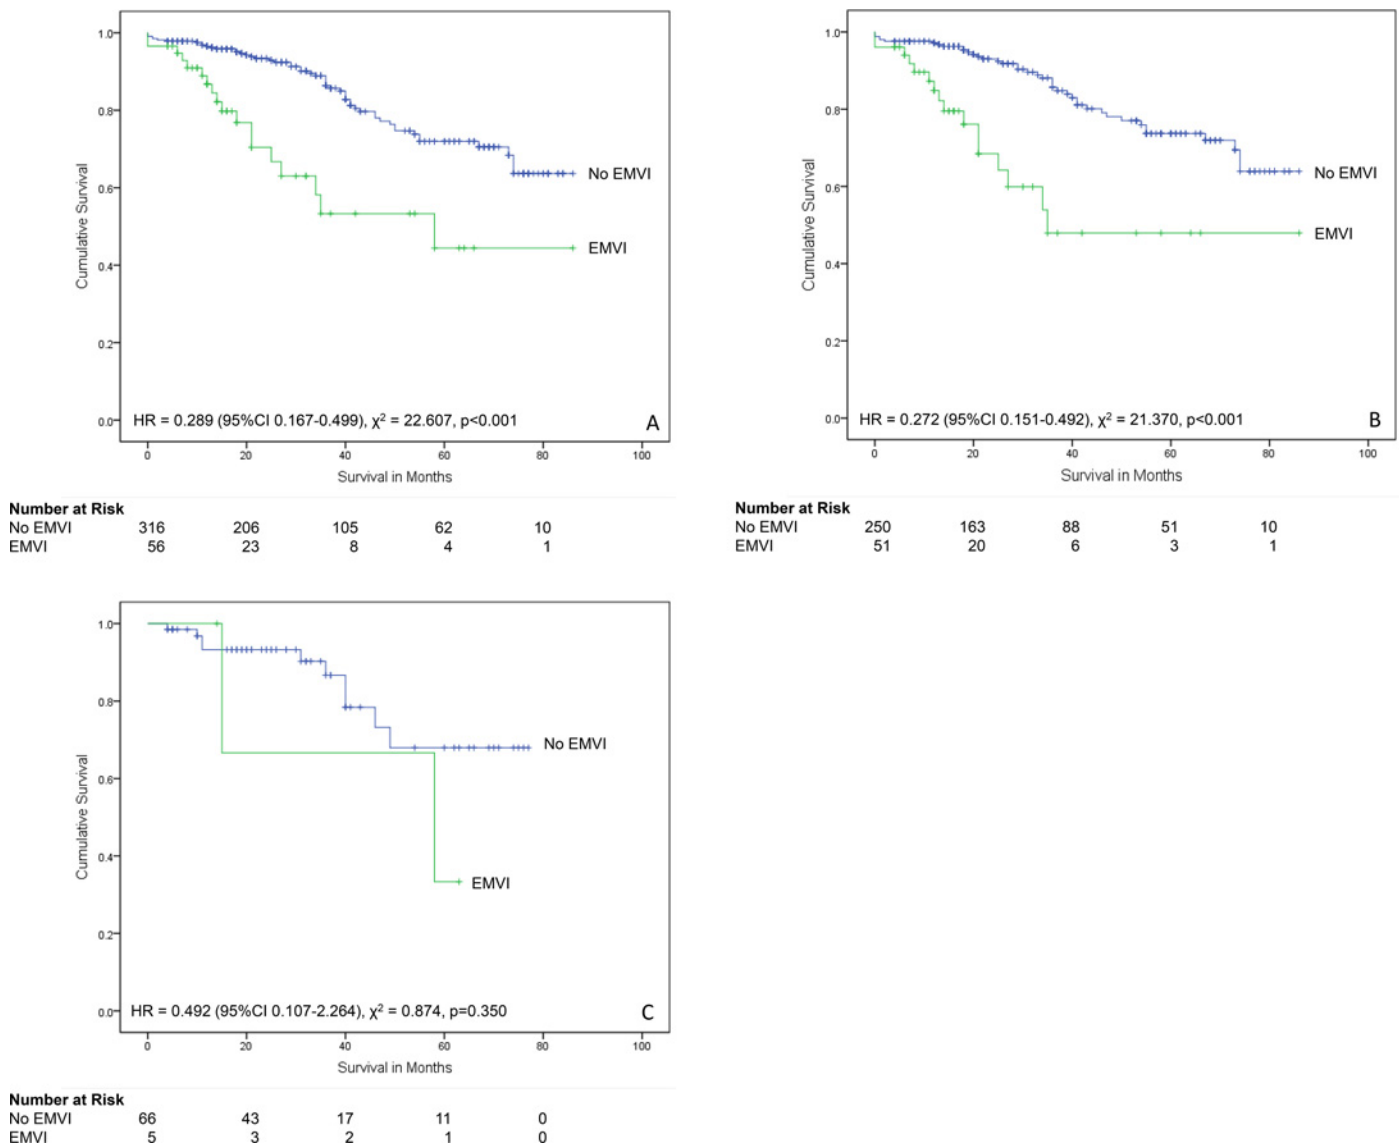 1.0
0.8
0.6
0.4
0.2
0.0
Cumulative Survival
No EMVI
EMVI
HR = 0.289 (95%CI 0.167-0.499), χ² = 22.607, p<0.001
A
0 20 40 60 80 100
Survival in Months
Number at Risk
No EMVI 316 206 105 62 10
EMVI 56 23 8 4 1
1.0
0.8
0.6
0.4
0.2
0.0
Cumulative Survival
No EMVI
EMVI
HR = 0.272 (95%CI 0.151-0.492), χ² = 21.370, p<0.001
B
0 20 40 60 80 100
Survival in Months
Number at Risk
No EMVI 250 163 88 51 10
EMVI 51 20 6 3 1
1.0
0.8
0.6
0.4
0.2
0.0
Cumulative Survival
No EMVI
EMVI
HR = 0.492 (95%CI 0.107-2.264), χ² = 0.874, p=0.350
C
0 20 40 60 80 100
Survival in Months
Number at Risk
No EMVI 66 43 17 11 0
EMVI 5 3 2 1 0